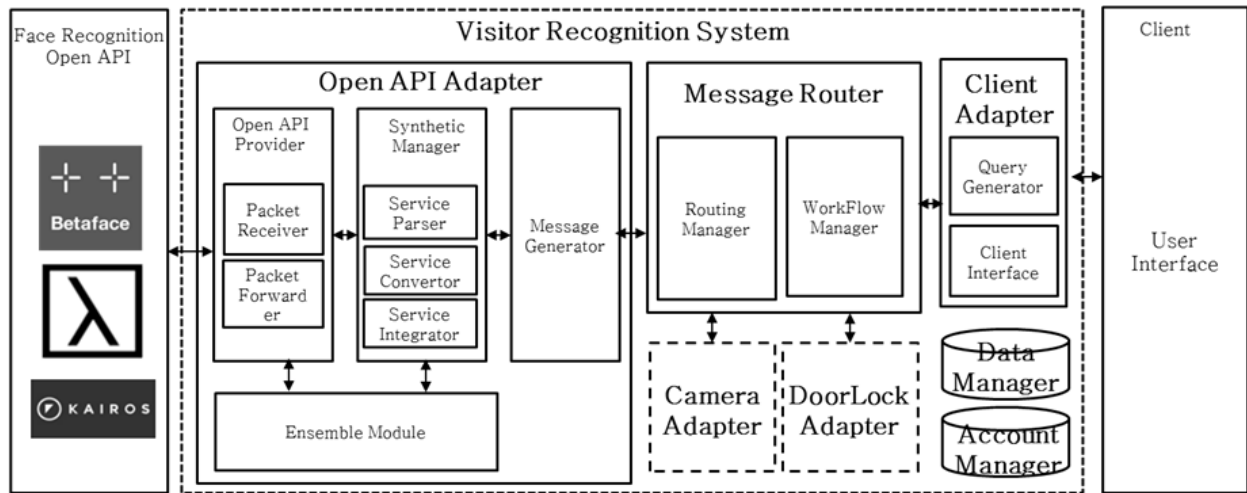 Face Recognition
Open API
Betaface
λ
KAIROS
Visitor Recognition System
Open API Adapter
Open API
Provider
Packet
Receiver
Packet
Forward
er
Synthetic
Manager
Service
Parser
Service
Convertor
Service
Integrator
Message
Generator
Ensemble Module
Message Router
Routing
Manager
WorkFlow
Manager
Camera
Adapter
DoorLock
Adapter
Client
Adapter
Query
Generator
Client
Interface
Data
Manager
Account
Manager
Client
User
Interface